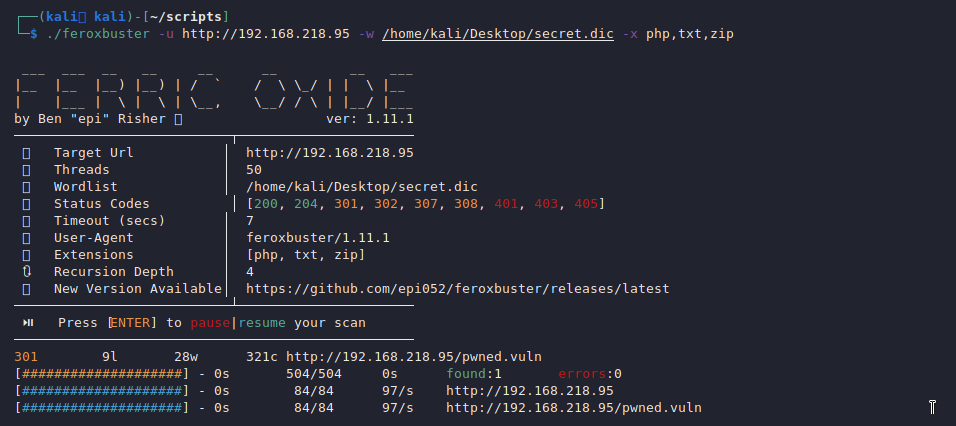 (kali kali)-[~/scripts]
$ ./feroxbuster -u http://192.168.218.95 -w /home/kali/Desktop/secret.dic -x php,txt,zip
 ___  ___  __   __     __      __         __   ___
|__  |__  |__) |__) | /  `    /  \ \_/ | |  \ |__
|    |___ |  \ |  \ | \__,    \__/ / \ | |__/ |___
by Ben "epi" Risher                    ver: 1.11.1
Target Url │ http://192.168.218.95
Threads │ 50
Wordlist │ /home/kali/Desktop/secret.dic
Status Codes │ [200, 204, 301, 302, 307, 308, 401, 403, 405]
Timeout (secs) │ 7
User-Agent │ feroxbuster/1.11.1
Extensions │ [php, txt, zip]
Recursion Depth │ 4
New Version Available │ https://github.com/epi052/feroxbuster/releases/latest
Press [ENTER] to pause|resume your scan
301 9l 28w 321c http://192.168.218.95/pwned.vuln
[####################] - 0s 504/504 0s found:1 errors:0
[####################] - 0s 84/84 97/s http://192.168.218.95
[####################] - 0s 84/84 97/s http://192.168.218.95/pwned.vuln